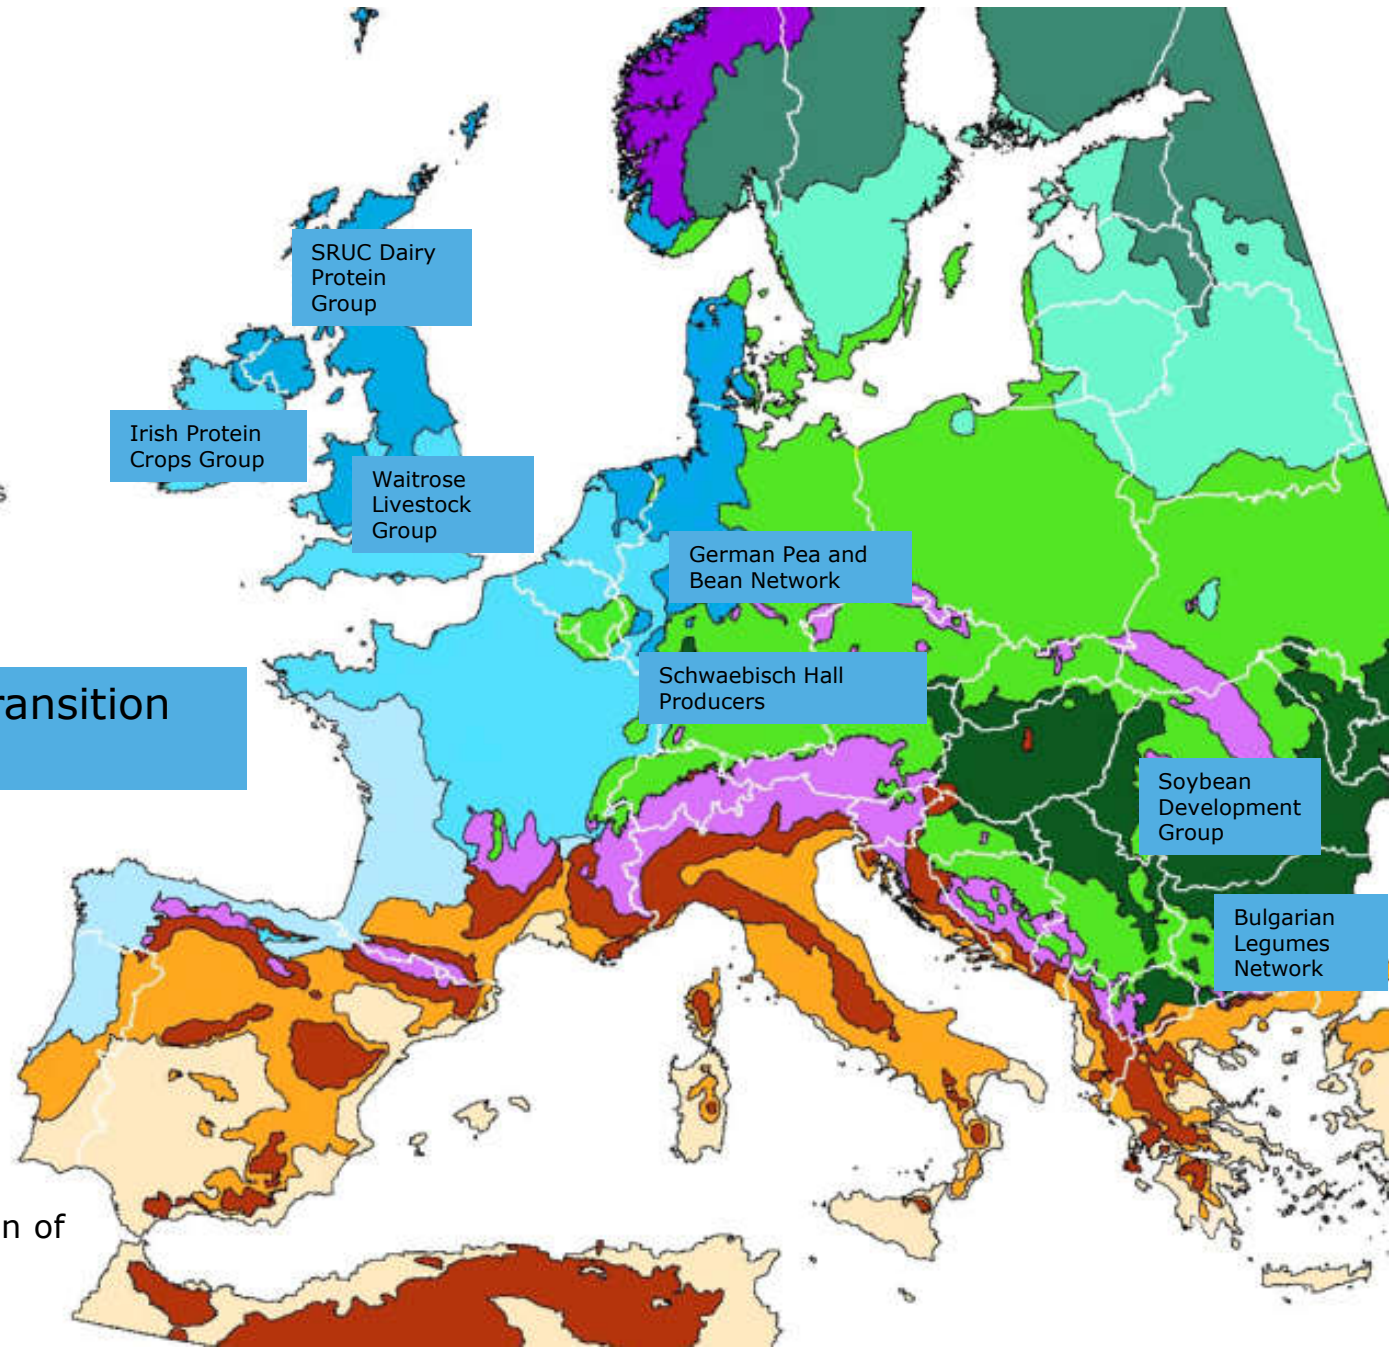 SRUC Dairy
Protein
Group
Irish Protein
Crops Group
Waitrose
Livestock
Group
s
German Pea and
Bean Network
Schwaebisch Hall
Producers
ransition
Soybean
Development
Group
Bulgarian
Legumes
Network
n of